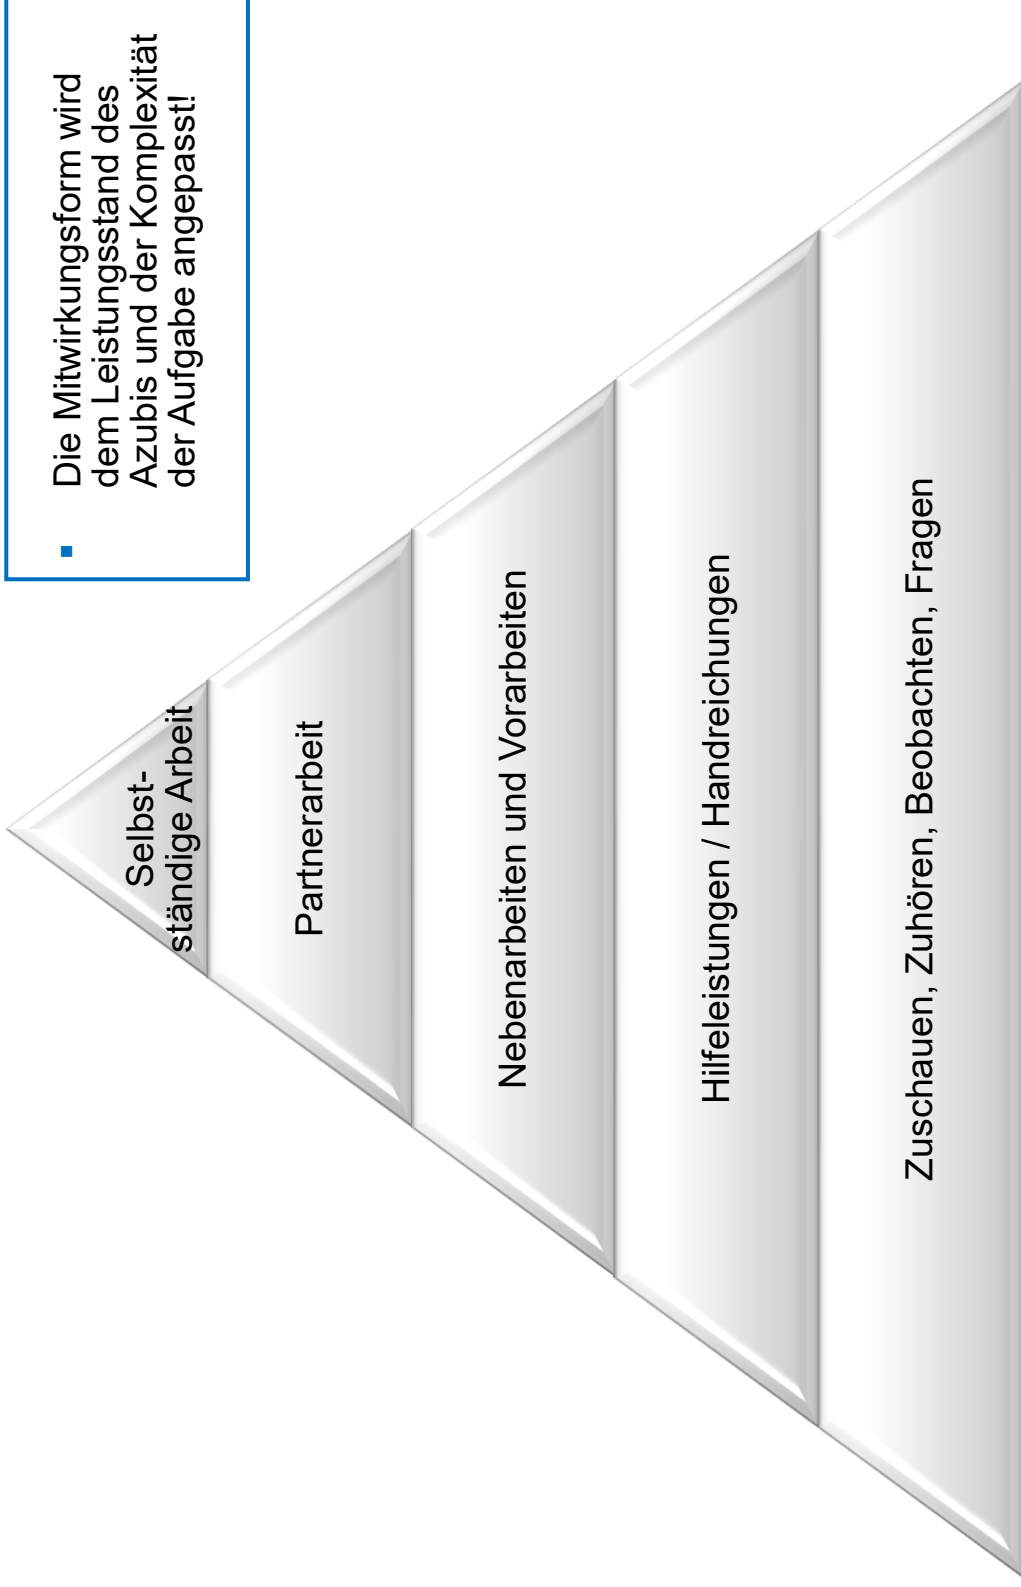 Die Mitwirkungsform wird
dem Leistungsstand des
Azubis und der Komplexität
der Aufgabe angepasst!
Selbst-
ständige Arbeit
Partnerarbeit
Nebenarbeiten und Vorarbeiten
Hilfeleistungen / Handreichungen
Zuschauen, Zuhören, Beobachten, Fragen